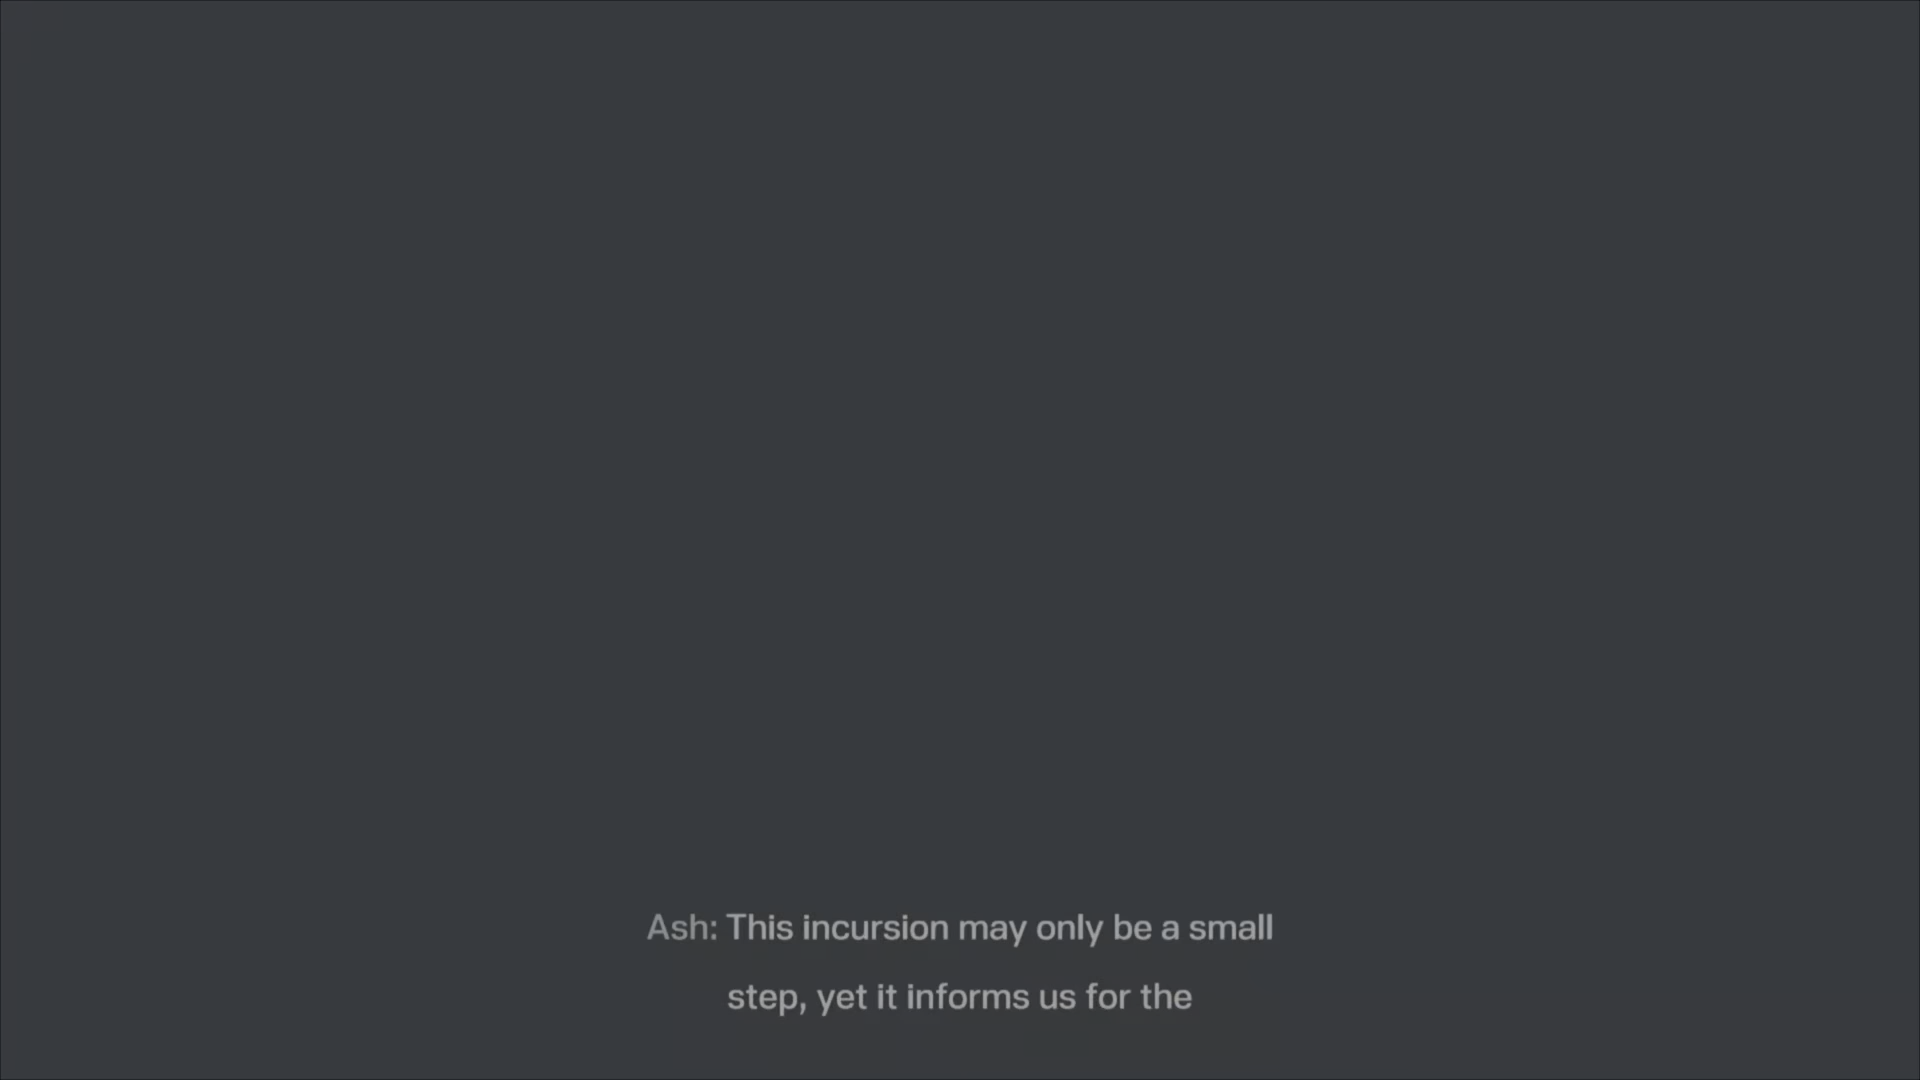 Ash: This incursion may only be a small
step, yet it informs us for the